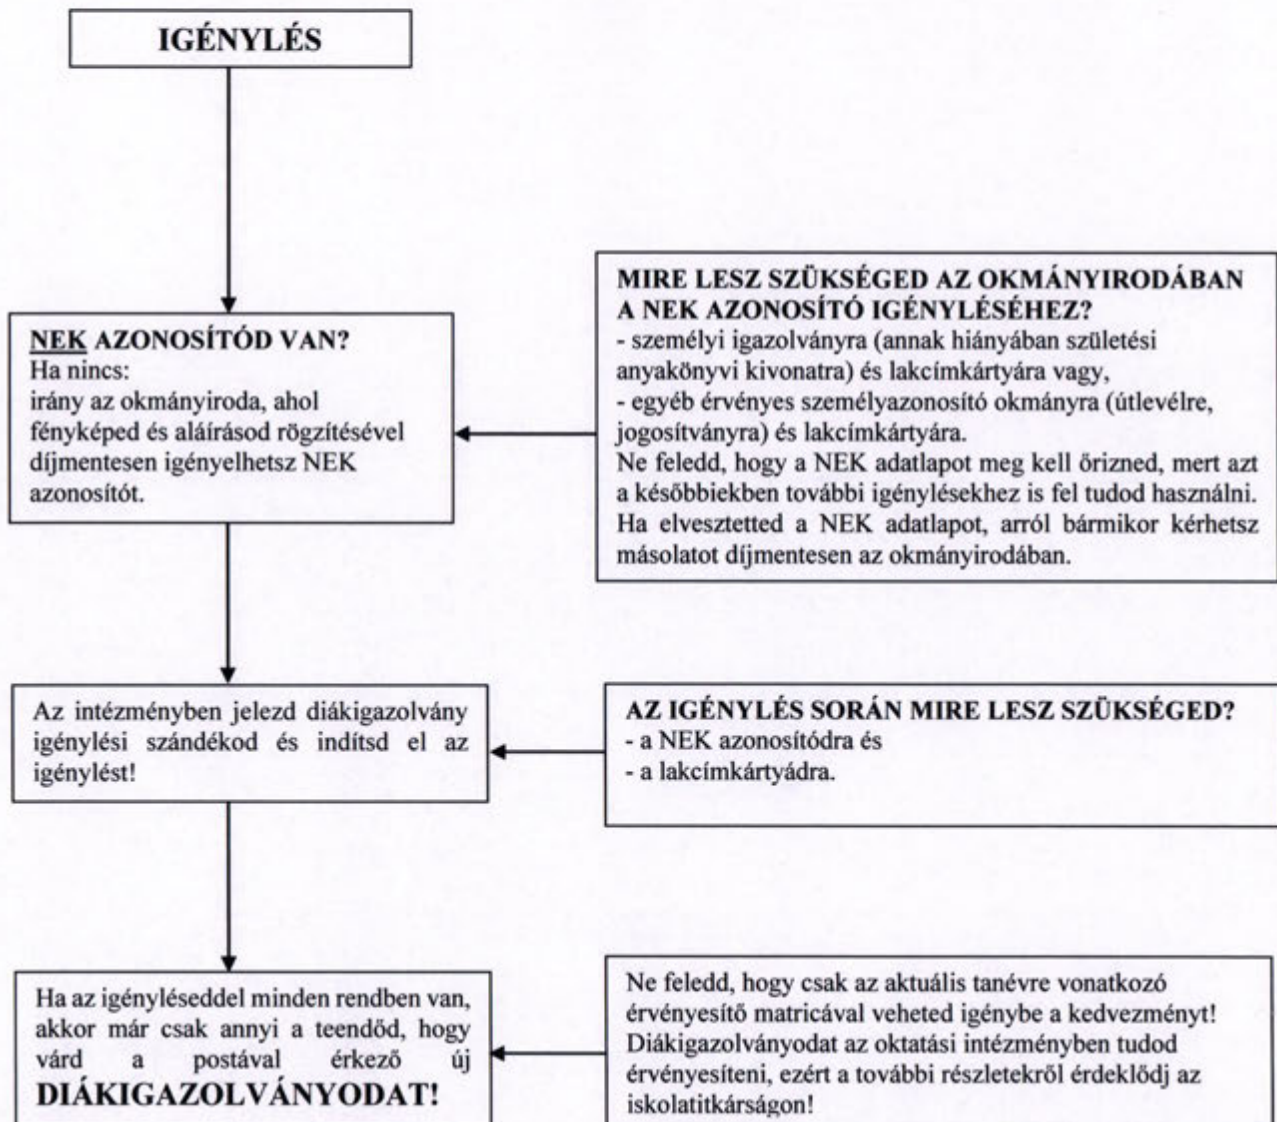 IGÉNYLÉS
NEK AZONOSÍTÓD VAN?
Ha nincs:
irány az okmányiroda, ahol
fényképed és aláírásod rögzítésével
díjmentesen igényelhetsz NEK
azonosítót.
MIRE LESZ SZÜKSÉGED AZ OKMÁNYIRODÁBAN
A NEK AZONOSÍTÓ IGÉNYLÉSÉHEZ?
- személyi igazolványra (annak hiányában születési
anyakönyvi kivonatra) és lakcímkártyára vagy,
- egyéb érvényes személyazonosító okmányra (útlevélre,
jogosítványra) és lakcímkártyára.
Ne feledd, hogy a NEK adatlapot meg kell őrizned, mert azt
a későbbiekben további igénylésekhez is fel tudod használni.
Ha elvesztetted a NEK adatlapot, arról bármikor kérhetsz
másolatot díjmentesen az okmányirodában.
Az intézményben jelezd diákigazolvány
igénylési szándékod és indítsd el az
igénylést!
AZ IGÉNYLÉS SORÁN MIRE LESZ SZÜKSÉGED?
- a NEK azonosítódra és
- a lakcímkártyádra.
Ha az igényléseddel minden rendben van,
akkor már csak annyi a teendőd, hogy
várd a postával érkező új
DIÁKIGAZOLVÁNYODAT!
Ne feledd, hogy csak az aktuális tanévre vonatkozó
érvényesítő matricával veheted igénybe a kedvezményt!
Diákigazolványodat az oktatási intézményben tudod
érvényesíteni, ezért a további részletekről érdeklődj az
iskolatitkárságon!